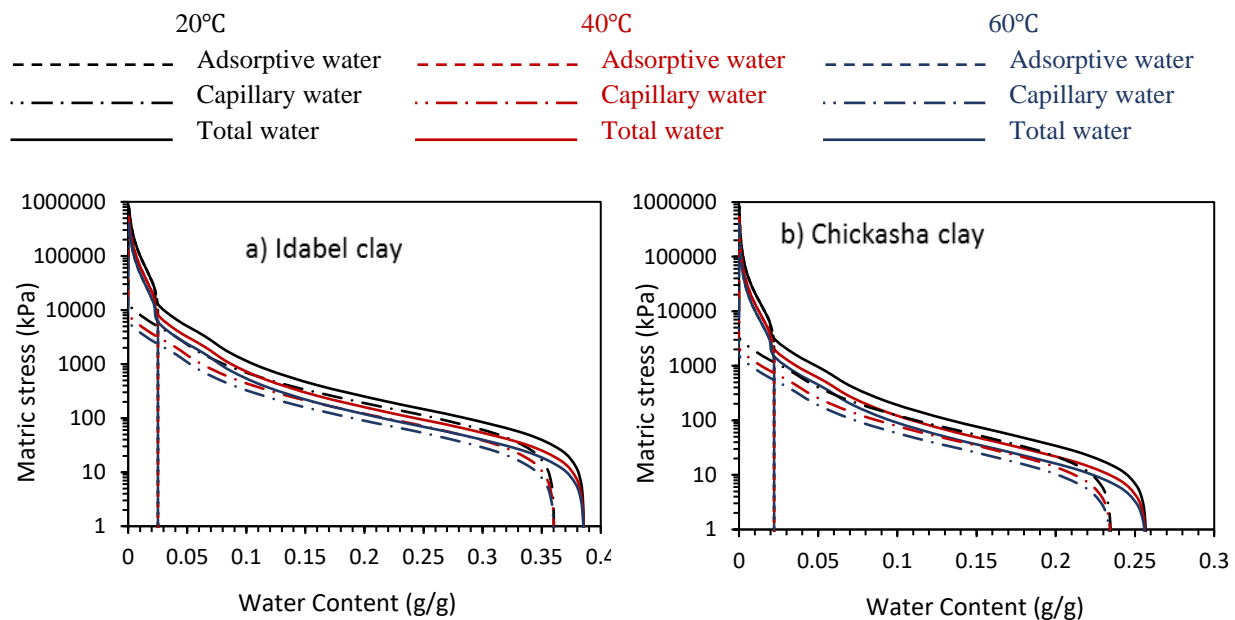 20℃ 40℃ 60℃
Adsorptive water Adsorptive water Adsorptive water
Capillary water Capillary water Capillary water
Total water Total water Total water
a) Idabel clay
Matric stress (kPa)
1000000
100000
10000
1000
100
10
1
0 0.05 0.1 0.15 0.2 0.25 0.3 0.35 0.4
Water Content (g/g)
b) Chickasha clay
Matric stress (kPa)
1000000
100000
10000
1000
100
10
1
0 0.05 0.1 0.15 0.2 0.25 0.3
Water Content (g/g)